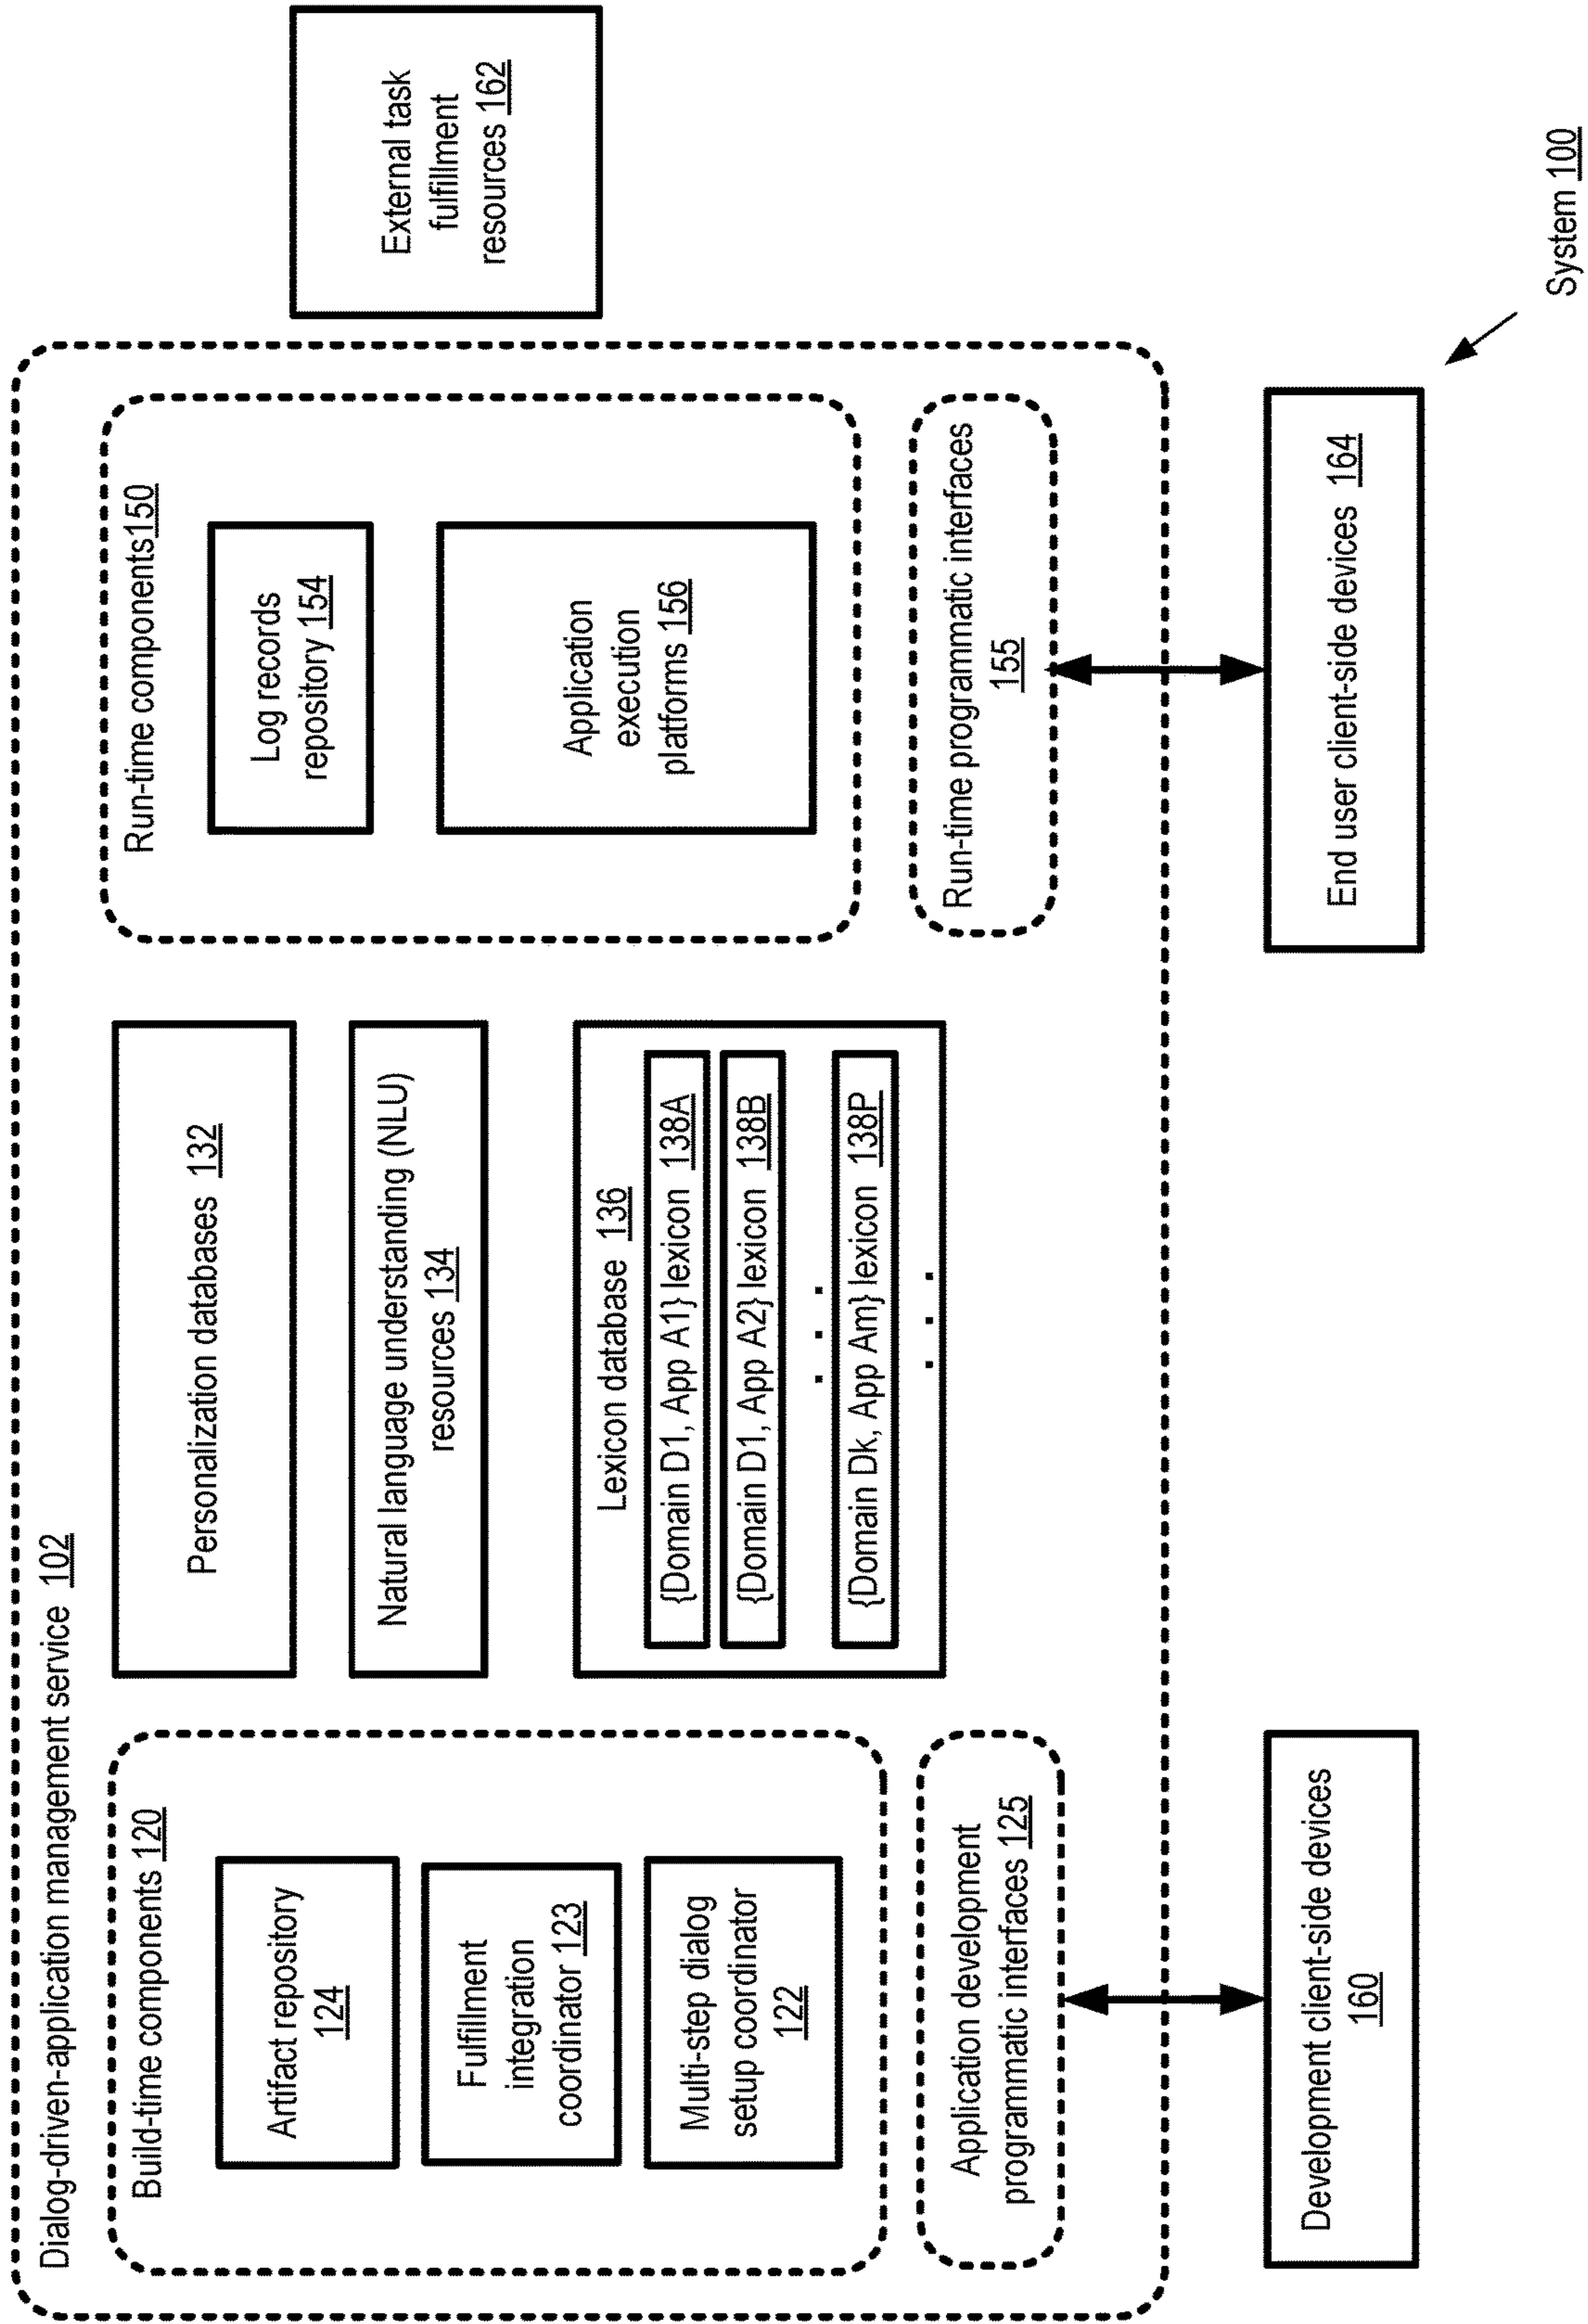 Dialog-driven-application management service 102
Build-time components 120
Artifact repository
124
Fulfillment
integration
coordinator 123
Multi-step dialog
setup coordinator
122
Application development
programmatic interfaces 125
Development client-side devices
160
Personalization databases 132
Natural language understanding (NLU)
resources 134
Lexicon database 136
{Domain D1, App A1} lexicon 138A
{Domain D1, App A2} lexicon 138B
. . .
{Domain Dk, App Am} lexicon 138P
. . .
Run-time components150
Log records
repository 154
Application
execution
platforms 156
Run-time programmatic interfaces
155
End user client-side devices 164
External task
fulfillment
resources 162
System 100